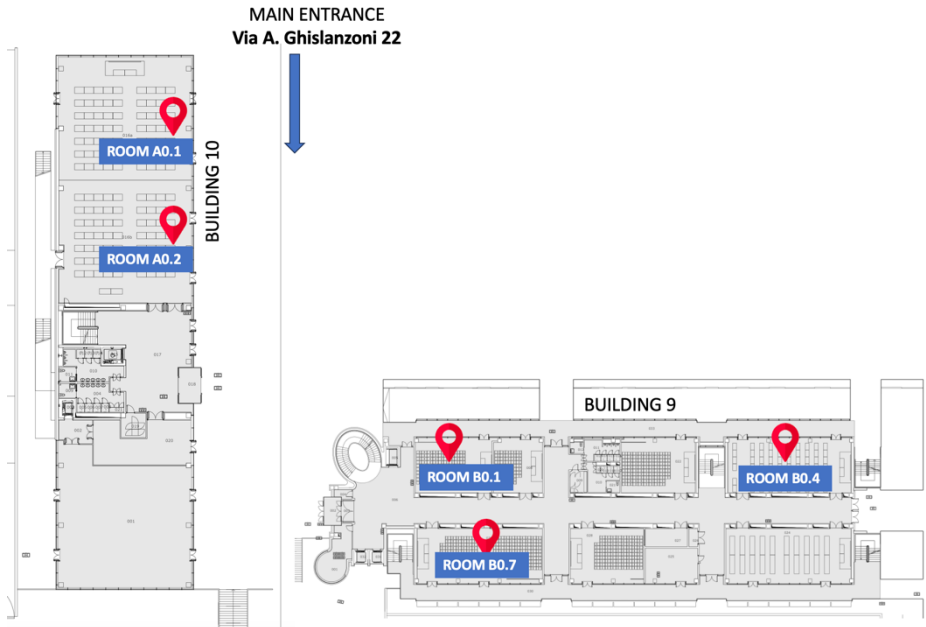 MAIN ENTRANCE
Via A. Ghislanzoni 22
ROOM A0.1
BUILDING 10
ROOM A0.2
BUILDING 9
ROOM B0.1
ROOM B0.4
ROOM B0.7